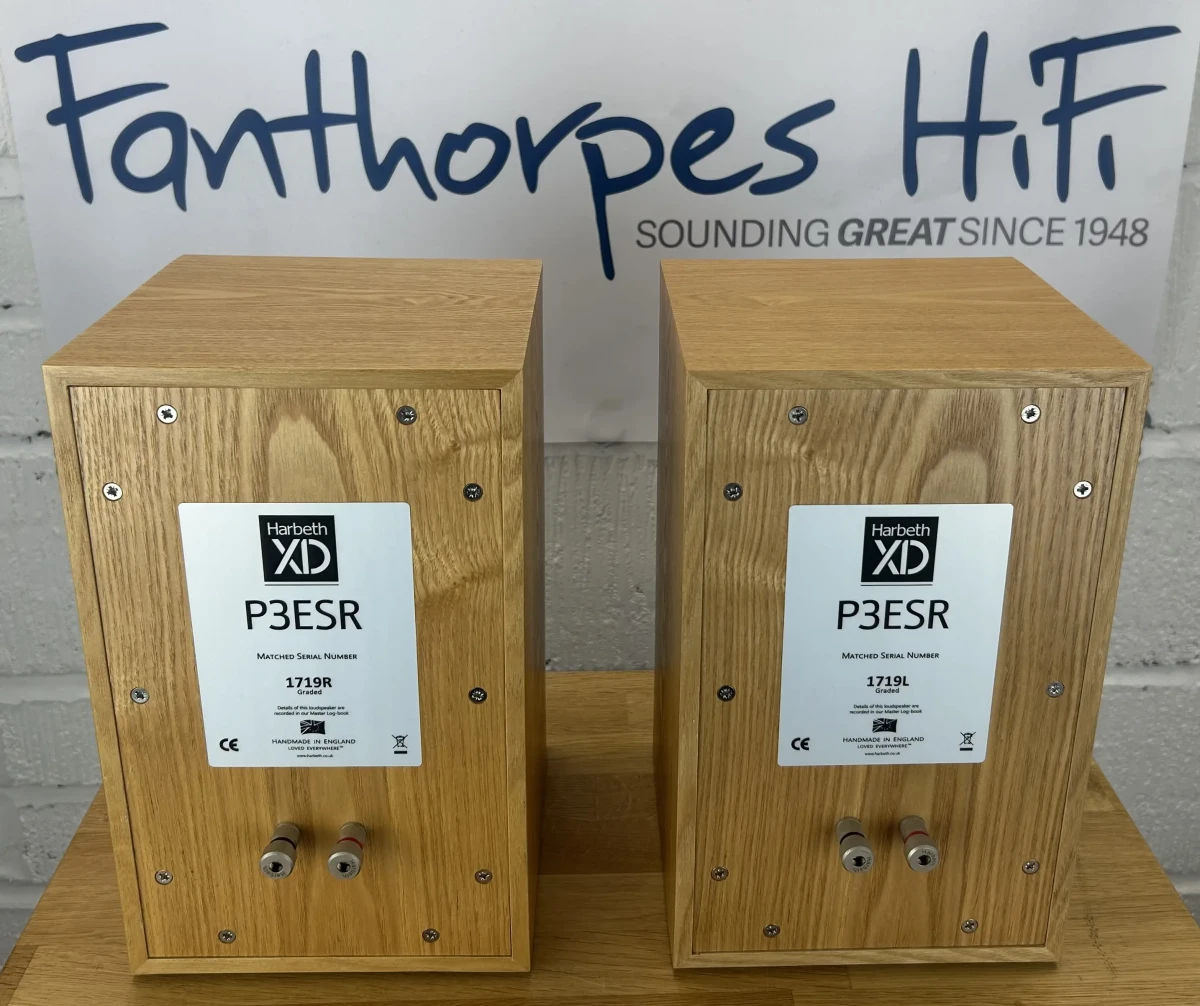 Fanthorpes HiFi
SOUNDING GREAT SINCE 1948
Harbeth
XD
P3ESR
MATCHED SERIAL NUMBER
1719R
Graded
Details of this loudspeaker are
recorded in our Master Log-book
CE
HANDMADE IN ENGLAND
LOVED EVERYWHERE™
www.harbeth.co.uk
Harbeth
XD
P3ESR
MATCHED SERIAL NUMBER
1719L
Graded
Details of this loudspeaker are
recorded in our Master Log-book
CE
HANDMADE IN ENGLAND
LOVED EVERYWHERE™
www.harbeth.co.uk